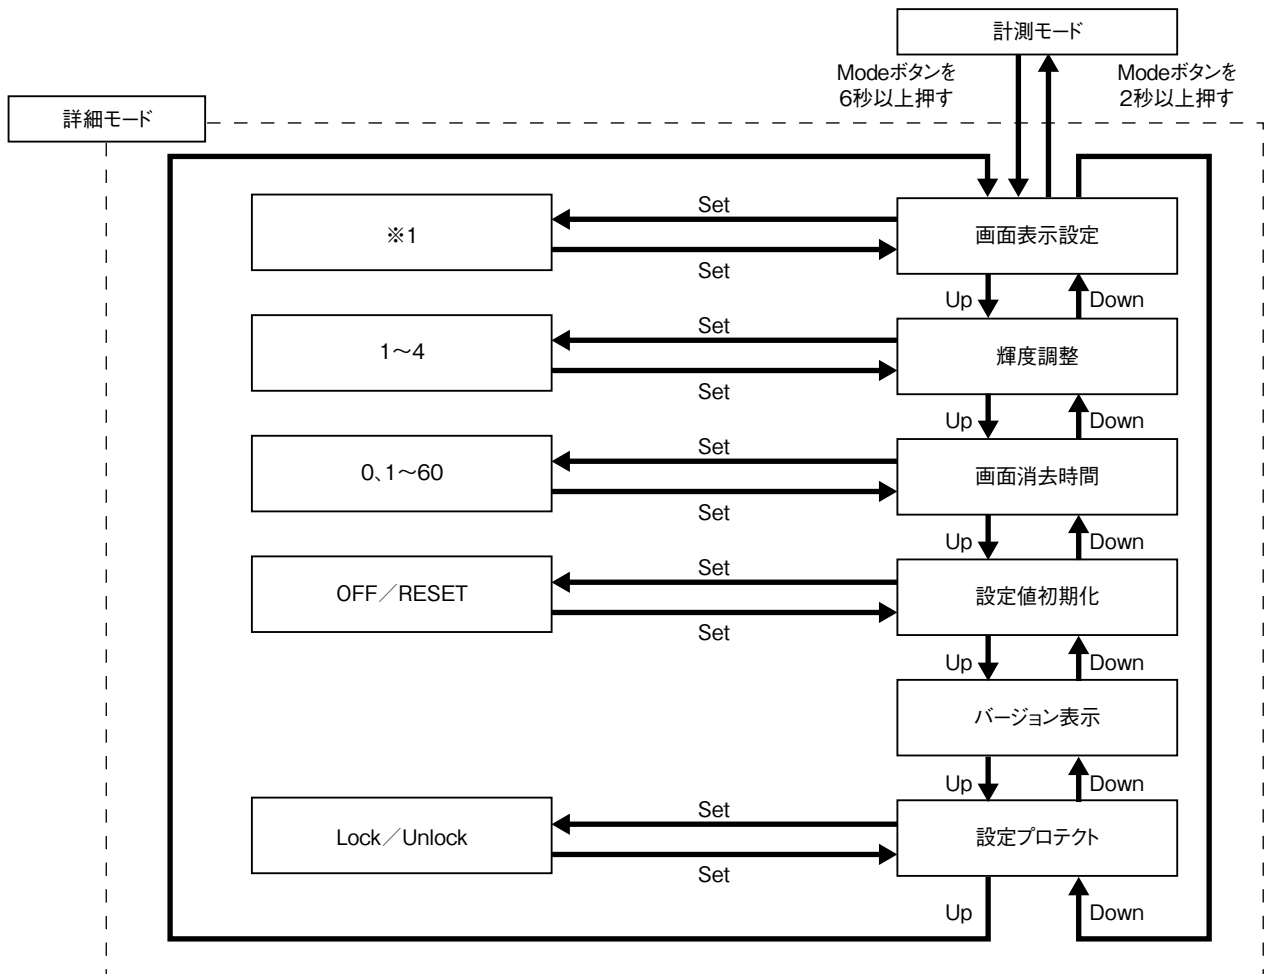 計測モード
Modeボタンを
6秒以上押す
Modeボタンを
2秒以上押す
詳細モード
Set
※1
画面表示設定
Set
Up
Down
Set
1～4
輝度調整
Set
Up
Down
Set
0、1～60
画面消去時間
Set
Up
Down
Set
OFF／RESET
設定値初期化
Set
Up
Down
バージョン表示
Up
Down
Set
Lock／Unlock
設定プロテクト
Set
Up
Down